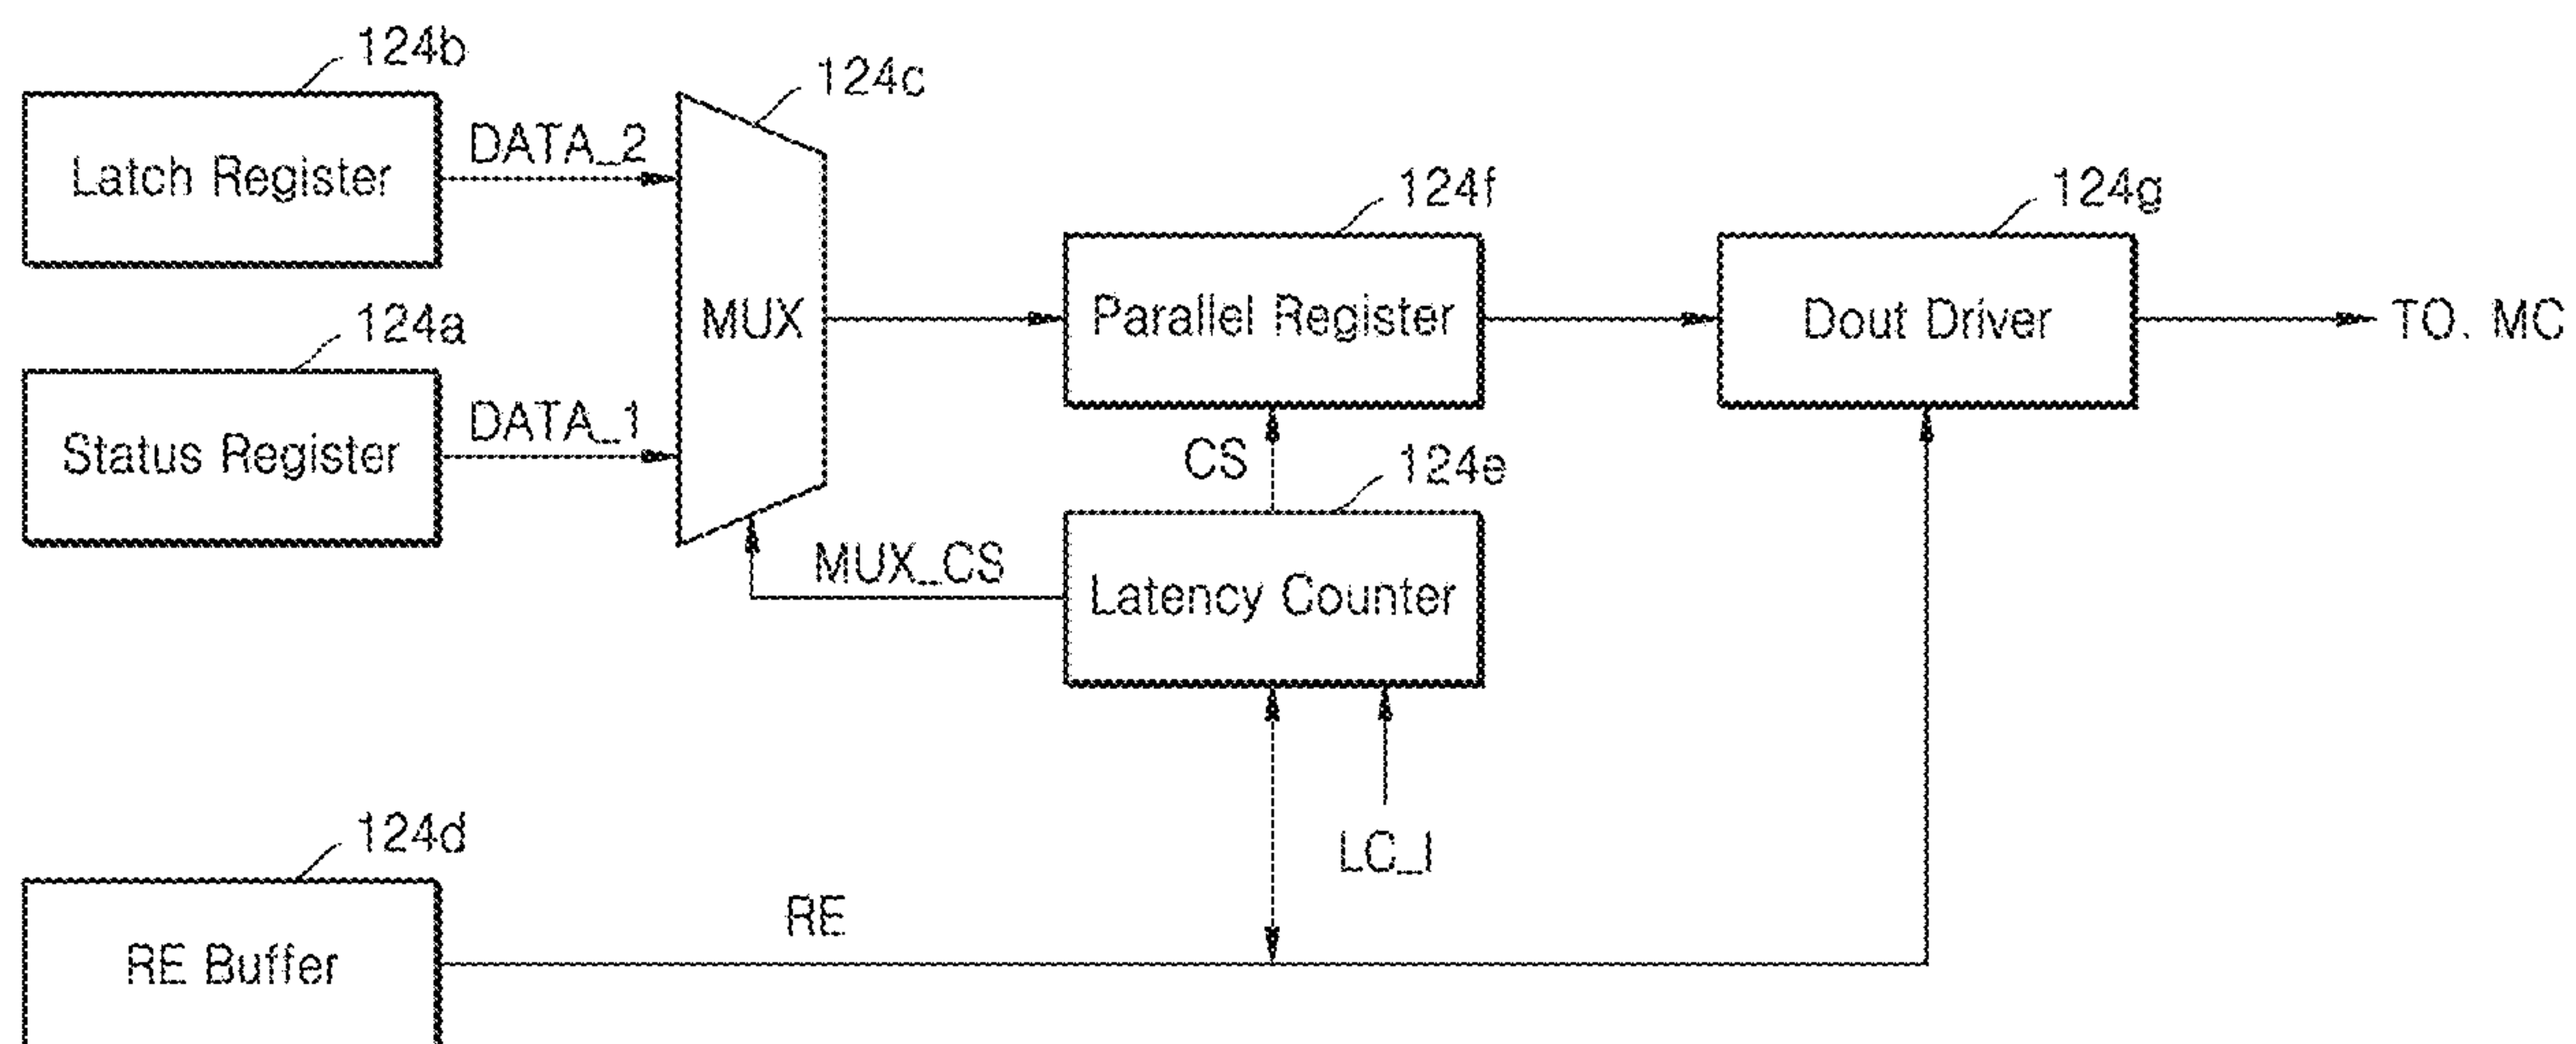 124b
124c
Latch Register
DATA_2
124f
124g
MUX
Parallel Register
Dout Driver
TO. MC
124a
Status Register
DATA_1
CS
124e
MUX_CS
Latency Counter
LC_I
124d
RE
RE Buffer